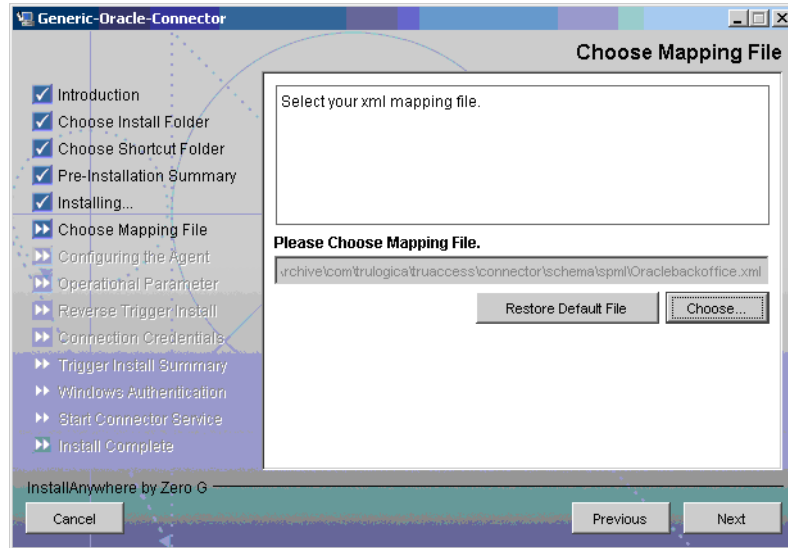 Generic-Oracle-Connector
Choose Mapping File
Introduction
Choose Install Folder
Choose Shortcut Folder
Pre-Installation Summary
Installing...
Choose Mapping File
Configuring the Agent
Operational Parameter
Reverse Trigger Install
Connection Credentials
Trigger Install Summary
Windows Authentication
Start Connector Service
Install Complete
Select your xml mapping file.
Please Choose Mapping File.
rchive\com\trulogica\truaccess\connector\schema\spml\Oraclebackoffice.xml
Restore Default File
Choose...
InstallAnywhere by Zero G
Cancel
Previous
Next